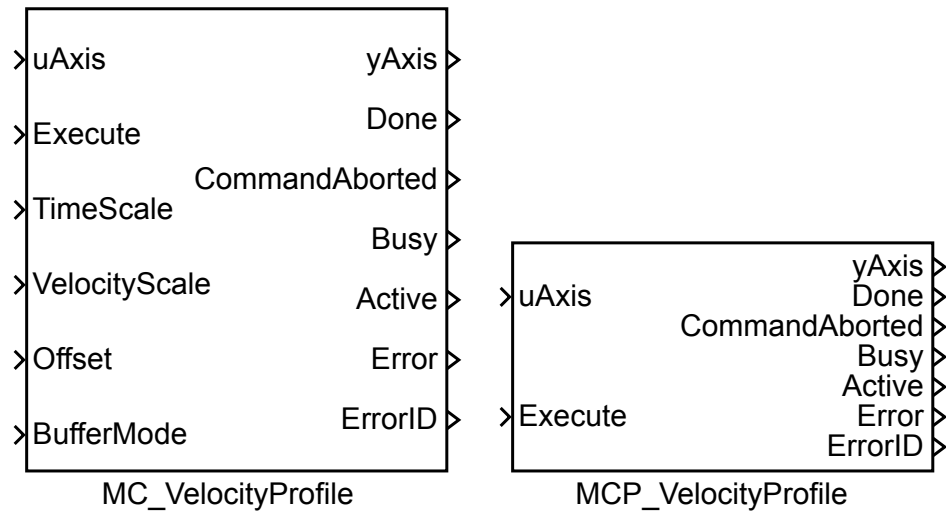 uAxis
Execute
TimeScale
VelocityScale
Offset
BufferMode
yAxis
Done
CommandAborted
Busy
Active
Error
ErrorID
MC_VelocityProfile
uAxis
Execute
yAxis
Done
CommandAborted
Busy
Active
Error
ErrorID
MCP_VelocityProfile